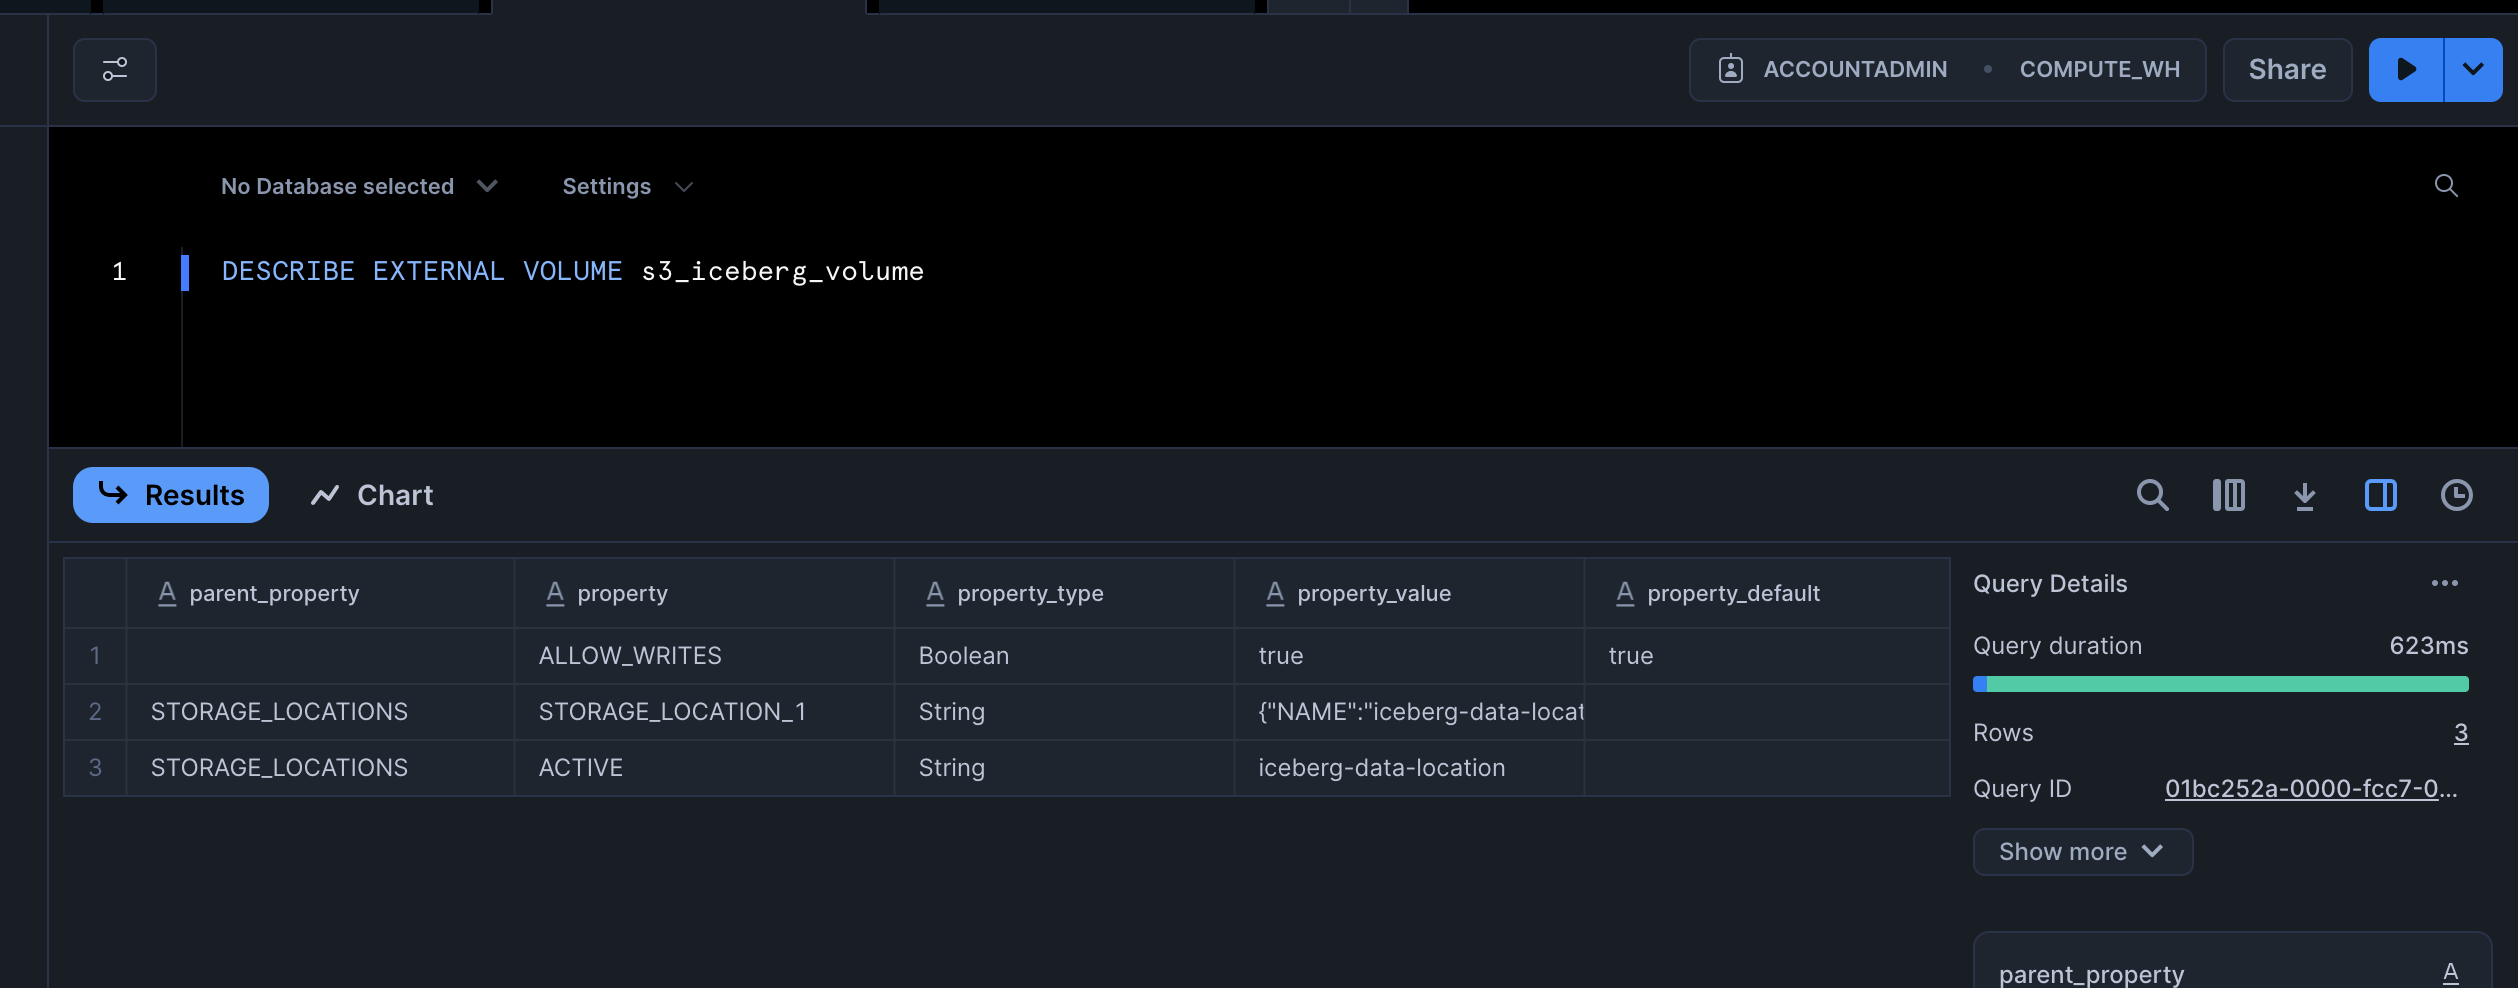 ACCOUNTADMIN • COMPUTE_WH Share
No Database selected Settings
1 DESCRIBE EXTERNAL VOLUME s3_iceberg_volume
Results Chart
A parent_property A property A property_type A property_value A property_default
1 ALLOW_WRITES Boolean true true
2 STORAGE_LOCATIONS STORAGE_LOCATION_1 String {"NAME":"iceberg-data-locat
3 STORAGE_LOCATIONS ACTIVE String iceberg-data-location
Query Details ...
Query duration 623ms
Rows 3
Query ID 01bc252a-0000-fcc7-0...
Show more
parent_property A